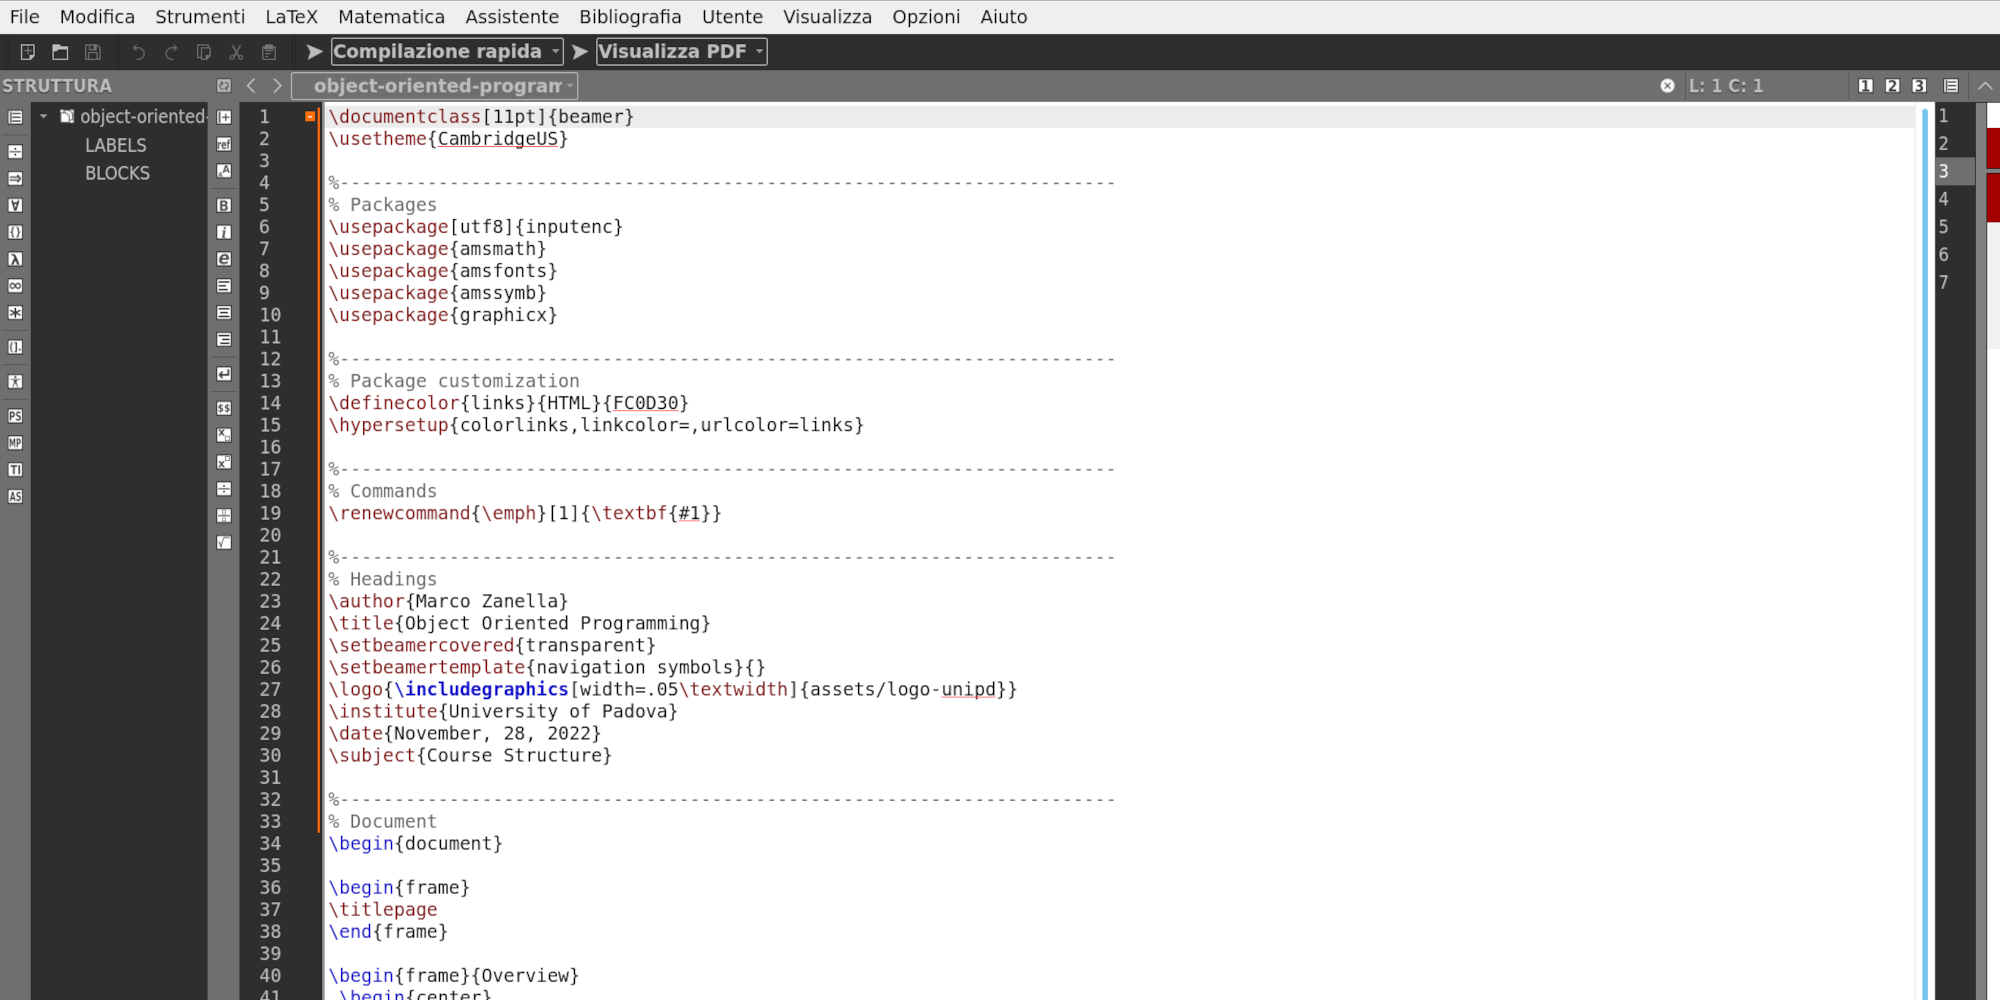 File Modifica Strumenti LaTeX Matematica Assistente Bibliografia Utente Visualizza Opzioni Aiuto
Compilazione rapida Visualizza PDF
STRUTTURA object-oriented-program L: 1 C: 1 1 2 3
object-oriented-
LABELS
BLOCKS
ref
PS
MP
TI
AS
1 \documentclass[11pt]{beamer}
2 \usetheme{CambridgeUS}
3
4 %-----------------------------------------------------------------------
5 % Packages
6 \usepackage[utf8]{inputenc}
7 \usepackage{amsmath}
8 \usepackage{amsfonts}
9 \usepackage{amssymb}
10 \usepackage{graphicx}
11
12 %-----------------------------------------------------------------------
13 % Package customization
14 \definecolor{links}{HTML}{FC0D30}
15 \hypersetup{colorlinks,linkcolor=,urlcolor=links}
16
17 %-----------------------------------------------------------------------
18 % Commands
19 \renewcommand{\emph}[1]{\textbf{#1}}
20
21 %-----------------------------------------------------------------------
22 % Headings
23 \author{Marco Zanella}
24 \title{Object Oriented Programming}
25 \setbeamercovered{transparent}
26 \setbeamertemplate{navigation symbols}{}
27 \logo{\includegraphics[width=.05\textwidth]{assets/logo-unipd}}
28 \institute{University of Padova}
29 \date{November, 28, 2022}
30 \subject{Course Structure}
31
32 %-----------------------------------------------------------------------
33 % Document
34 \begin{document}
35
36 \begin{frame}
37 \titlepage
38 \end{frame}
39
40 \begin{frame}{Overview}
41 \begin{center}
1
2
3
4
5
6
7